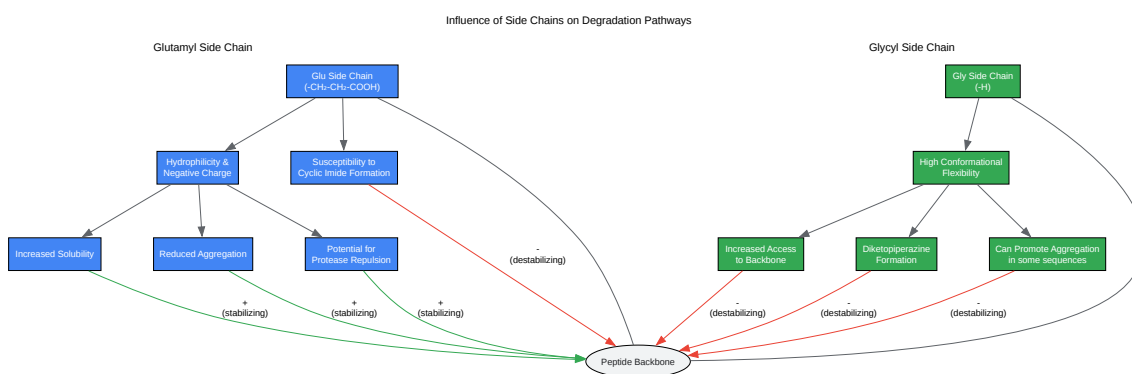 Influence of Side Chains on Degradation Pathways
Glutamyl Side Chain
Glycyl Side Chain
Glu Side Chain
(-CH₂-CH₂-COOH)
Gly Side Chain
(-H)
Hydrophilicity &
Negative Charge
Susceptibility to
Cyclic Imide Formation
High Conformational
Flexibility
Increased Solubility
Reduced Aggregation
Potential for
Protease Repulsion
-
(destabilizing)
Increased Access
to Backbone
Diketopiperazine
Formation
Can Promote Aggregation
in some sequences
+
(stabilizing)
+
(stabilizing)
+
(stabilizing)
-
(destabilizing)
-
(destabilizing)
-
(destabilizing)
Peptide Backbone